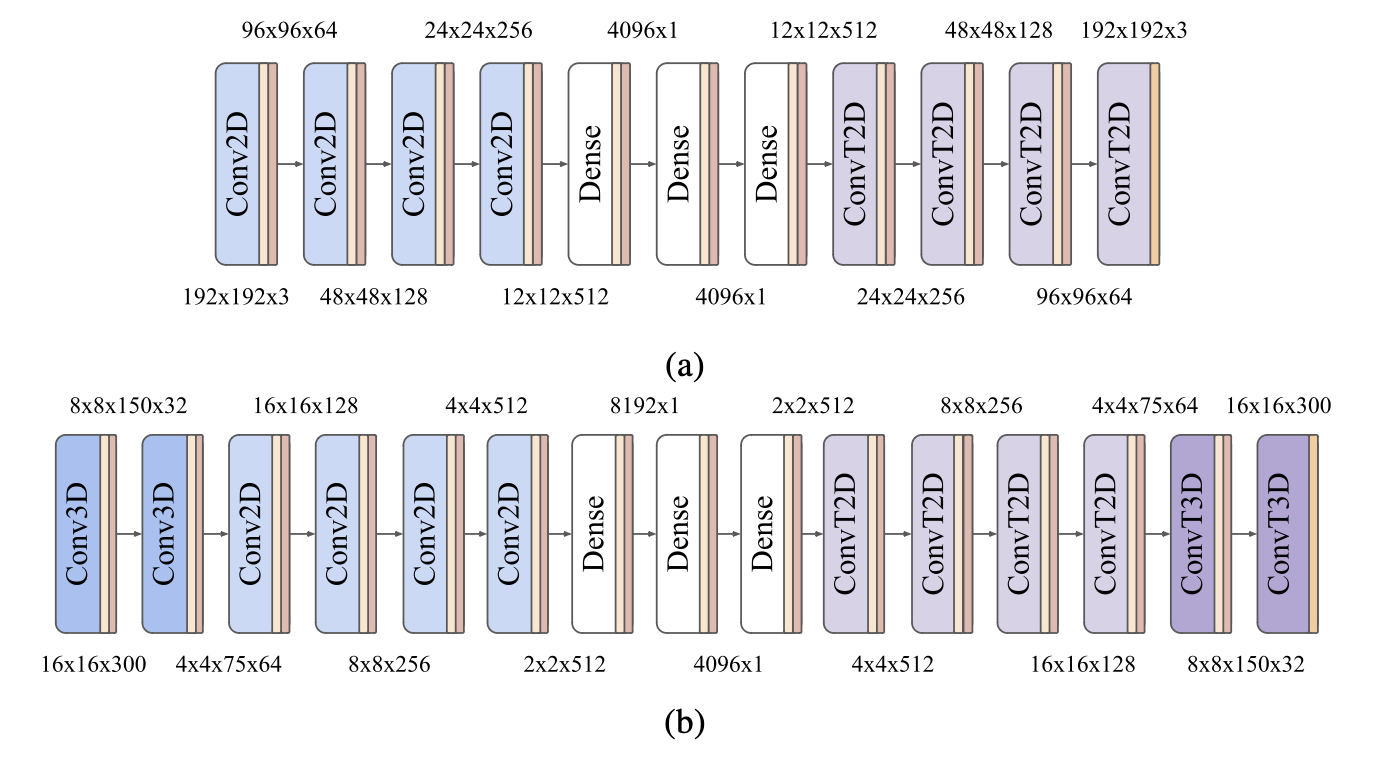 96x96x64 24x24x256 4096x1 12x12x512 48x48x128 192x192x3
Conv2D Conv2D Conv2D Conv2D Dense Dense Dense ConvT2D ConvT2D ConvT2D ConvT2D
192x192x3 48x48x128 12x12x512 4096x1 24x24x256 96x96x64
(a)
8x8x150x32 16x16x128 4x4x512 8192x1 2x2x512 8x8x256 4x4x75x64 16x16x300
Conv3D Conv3D Conv2D Conv2D Conv2D Conv2D Dense Dense Dense ConvT2D ConvT2D ConvT2D ConvT2D ConvT3D ConvT3D
16x16x300 4x4x75x64 8x8x256 2x2x512 4096x1 4x4x512 16x16x128 8x8x150x32
(b)